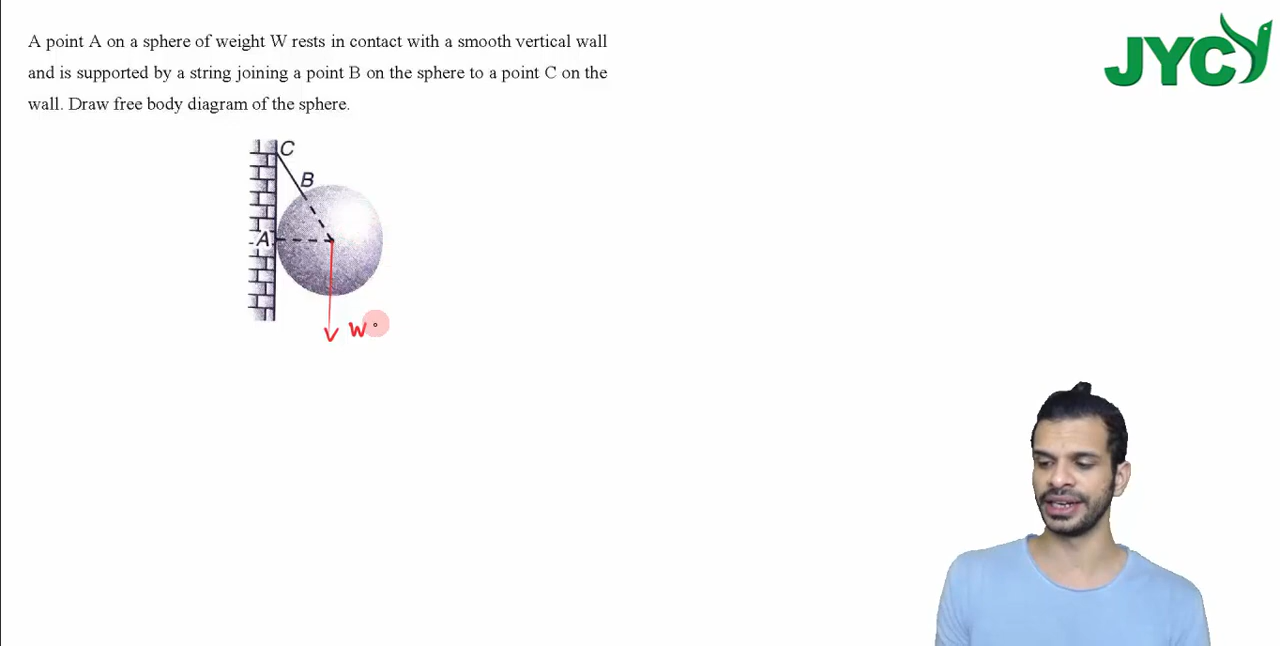 A point A on a sphere of weight W rests in contact with a smooth vertical wall
and is supported by a string joining a point B on the sphere to a point C on the
wall. Draw free body diagram of the sphere.
JYCY
C
B
A
W